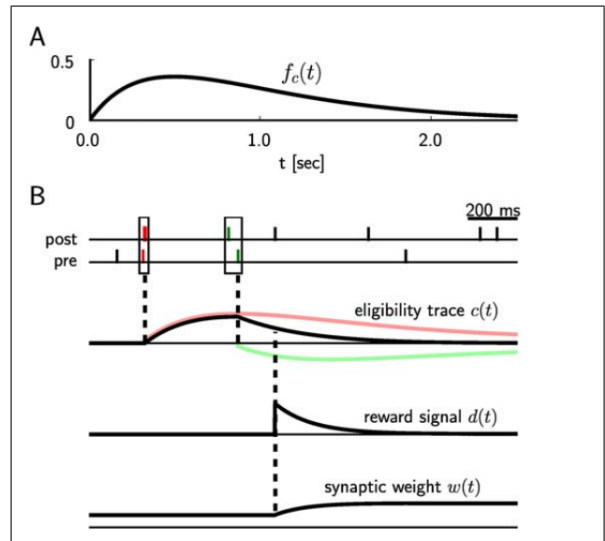 A
0.5
f_c(t)
0
0.0 1.0 2.0
t [sec]
B
200 ms
post
pre
eligibility trace c(t)
reward signal d(t)
synaptic weight w(t)